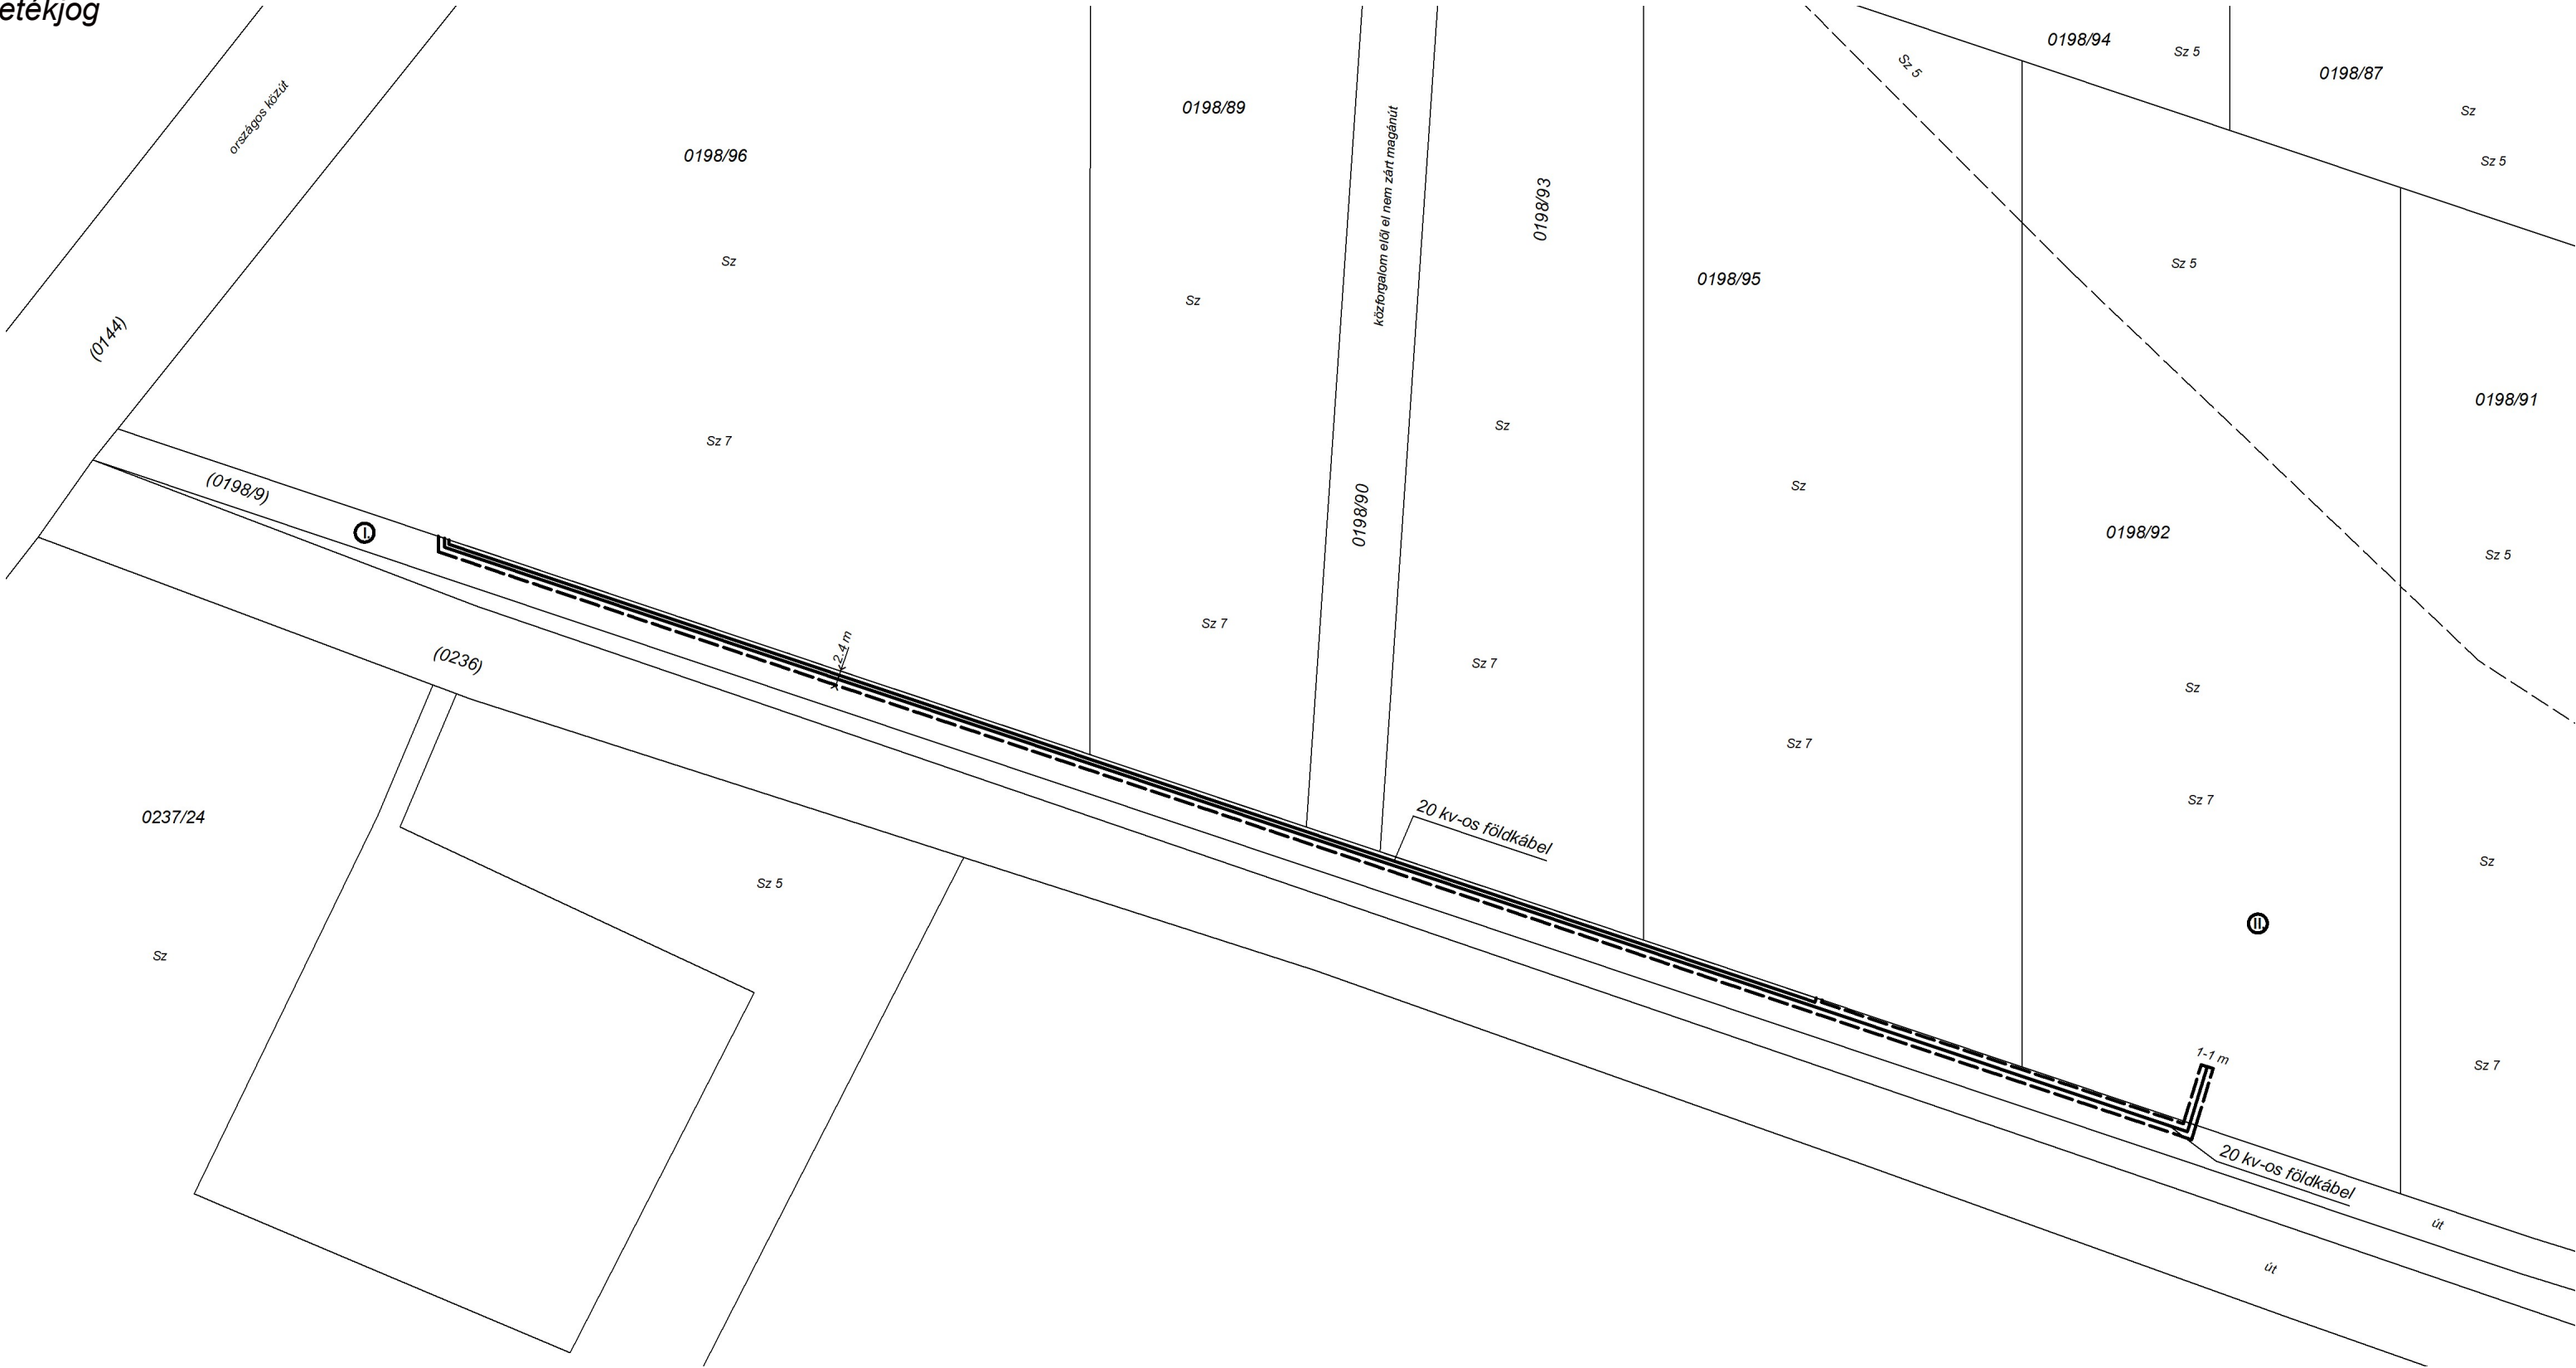 etékjog
országos közút
0198/96
0198/89
közforgalom elől el nem zárt magánút
0198/94
Sz 5
Sz 5
0198/87
Sz
Sz 5
0198/93
Sz
Sz
0198/95
Sz 5
(0144)
0198/91
Sz 7
Sz
(0198/9)
Sz
I.
0198/90
0198/92
Sz 5
2.4 m
Sz 7
(0236)
Sz 7
Sz
Sz 7
Sz 7
0237/24
20 kv-os földkábel
Sz
Sz 5
II.
Sz
1-1 m
Sz 7
20 kv-os földkábel
út
út